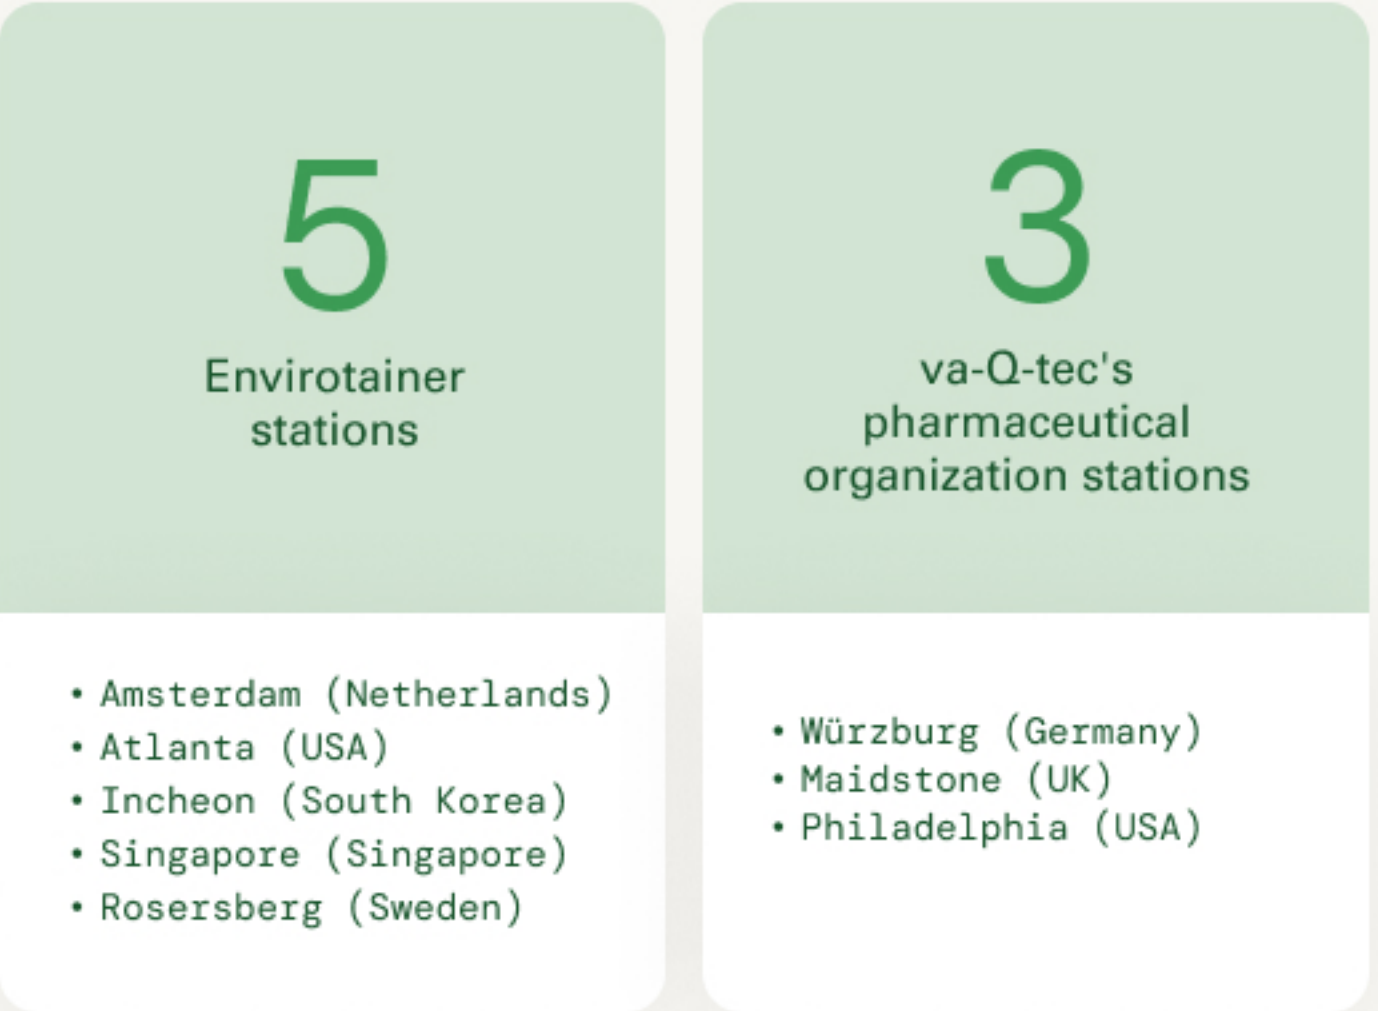 5
Envirotainer
stations
• Amsterdam (Netherlands)
• Atlanta (USA)
• Incheon (South Korea)
• Singapore (Singapore)
• Rosersberg (Sweden)
3
va-Q-tec's
pharmaceutical
organization stations
• Würzburg (Germany)
• Maidstone (UK)
• Philadelphia (USA)